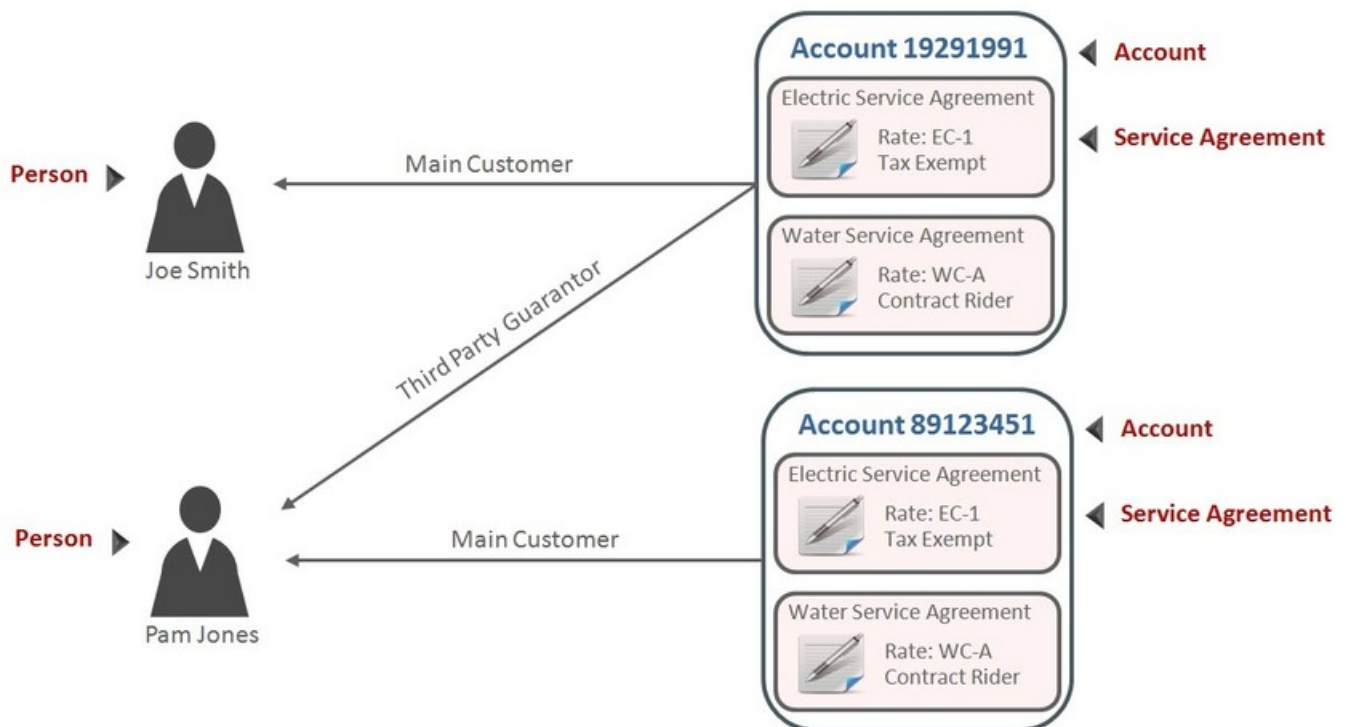 Account 19291991
Account
Electric Service Agreement
Rate: EC-1
Tax Exempt
Service Agreement
Main Customer
Person
Joe Smith
Water Service Agreement
Rate: WC-A
Contract Rider
Third Party Guarantor
Account 89123451
Account
Electric Service Agreement
Rate: EC-1
Tax Exempt
Service Agreement
Person
Main Customer
Pam Jones
Water Service Agreement
Rate: WC-A
Contract Rider